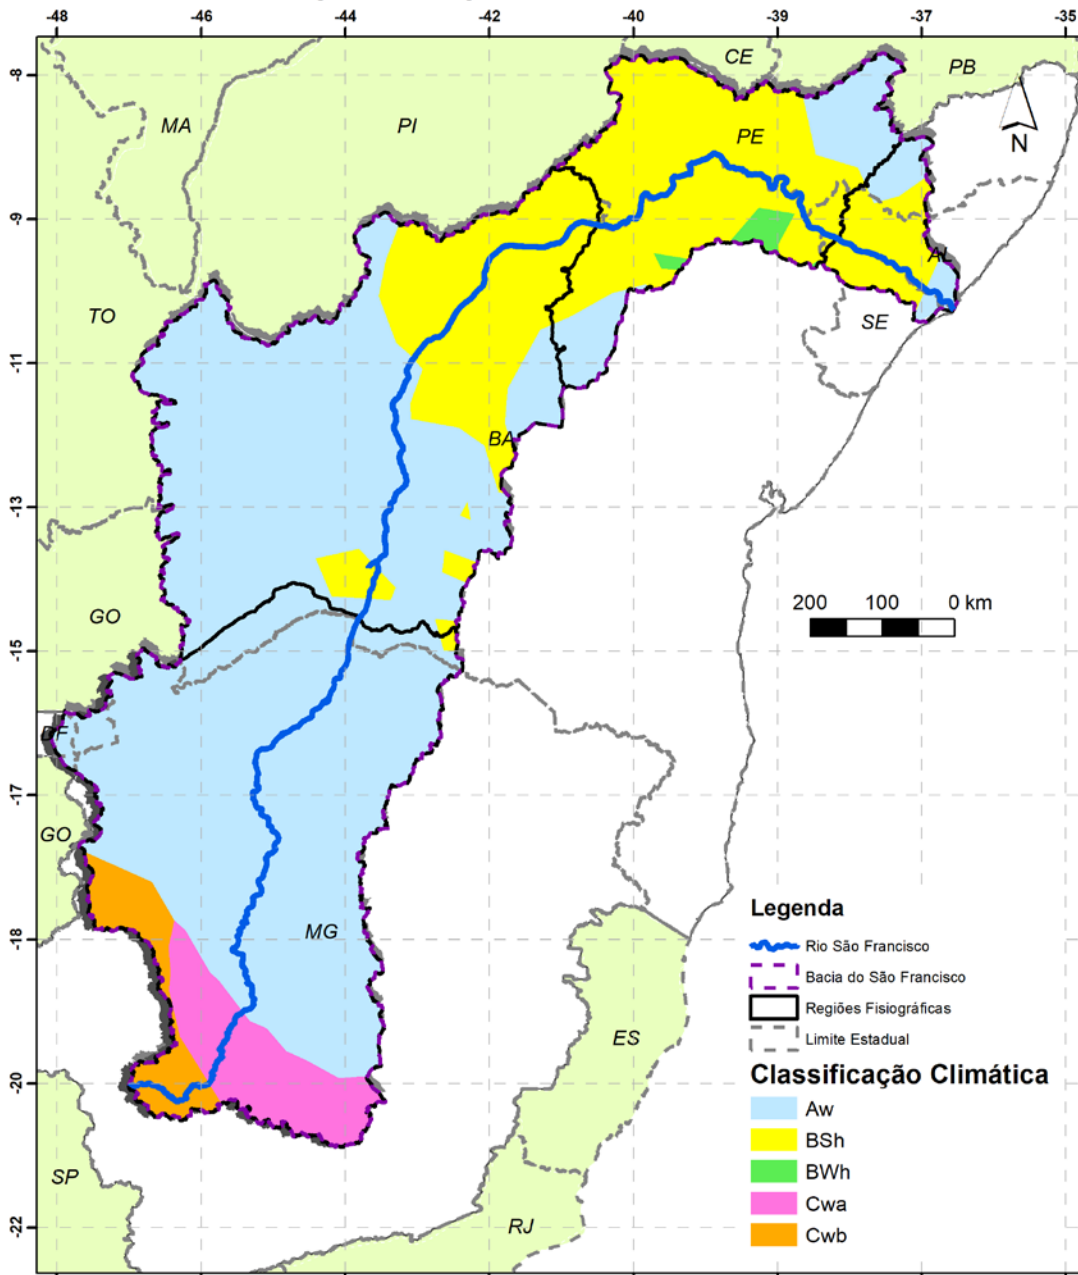 -48 -46 -44 -42 -40 -39 -37 -35
CE
-8
PB
MA
PI
PE
N
-9
AL
TO
SE
-11
BA
-13
GO
200 100 0 km
-15
DF
-17
GO
Legenda
MG
-18
Rio São Francisco
Bacia do São Francisco
Regiões Fisiográficas
ES
Limite Estadual
Classificação Climática
-20
Aw
BSh
SP
BWh
Cwa
RJ
-22
Cwb